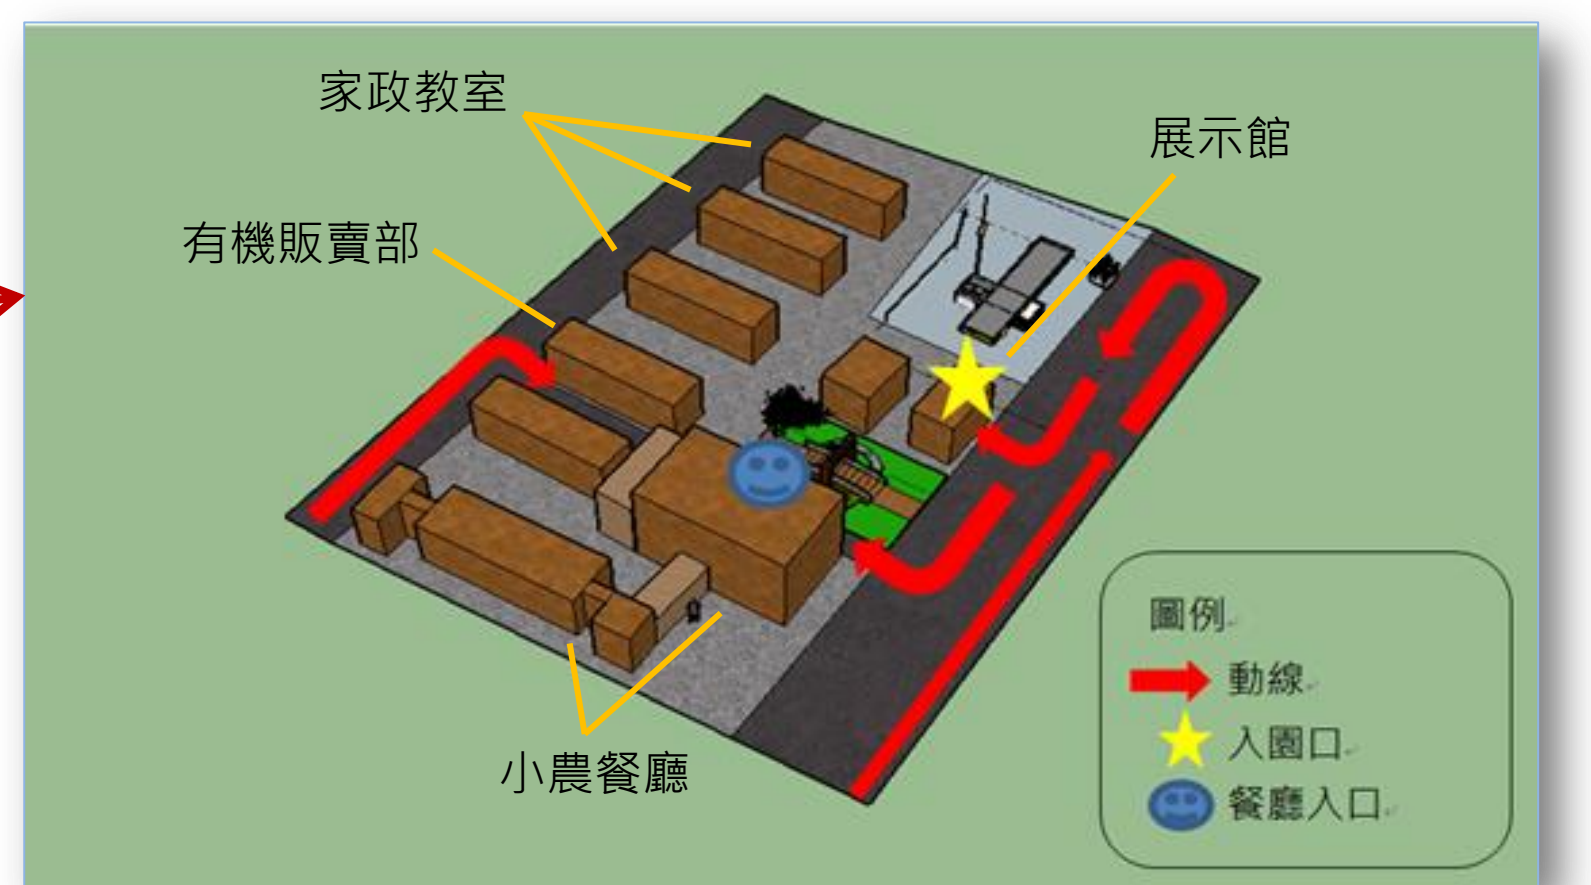 家政教室
展示館
有機販賣部
小農餐廳
圖例
動線
入園口
餐廳入口